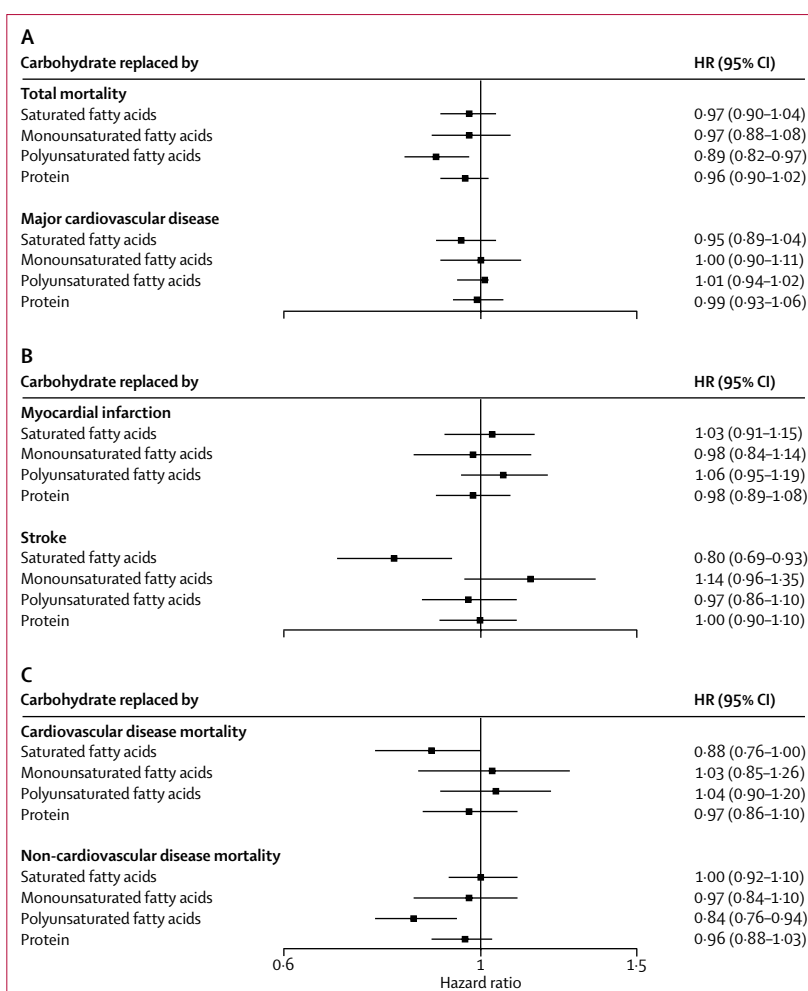 A
Carbohydrate replaced by HR (95% CI)
Total mortality
Saturated fatty acids 0·97 (0·90–1·04)
Monounsaturated fatty acids 0·97 (0·88–1·08)
Polyunsaturated fatty acids 0·89 (0·82–0·97)
Protein 0·96 (0·90–1·02)
Major cardiovascular disease
Saturated fatty acids 0·95 (0·89–1·04)
Monounsaturated fatty acids 1·00 (0·90–1·11)
Polyunsaturated fatty acids 1·01 (0·94–1·02)
Protein 0·99 (0·93–1·06)
B
Carbohydrate replaced by HR (95% CI)
Myocardial infarction
Saturated fatty acids 1·03 (0·91–1·15)
Monounsaturated fatty acids 0·98 (0·84–1·14)
Polyunsaturated fatty acids 1·06 (0·95–1·19)
Protein 0·98 (0·89–1·08)
Stroke
Saturated fatty acids 0·80 (0·69–0·93)
Monounsaturated fatty acids 1·14 (0·96–1·35)
Polyunsaturated fatty acids 0·97 (0·86–1·10)
Protein 1·00 (0·90–1·10)
C
Carbohydrate replaced by HR (95% CI)
Cardiovascular disease mortality
Saturated fatty acids 0·88 (0·76–1·00)
Monounsaturated fatty acids 1·03 (0·85–1·26)
Polyunsaturated fatty acids 1·04 (0·90–1·20)
Protein 0·97 (0·86–1·10)
Non-cardiovascular disease mortality
Saturated fatty acids 1·00 (0·92–1·10)
Monounsaturated fatty acids 0·97 (0·84–1·10)
Polyunsaturated fatty acids 0·84 (0·76–0·94)
Protein 0·96 (0·88–1·03)
0·6 1 1·5
Hazard ratio